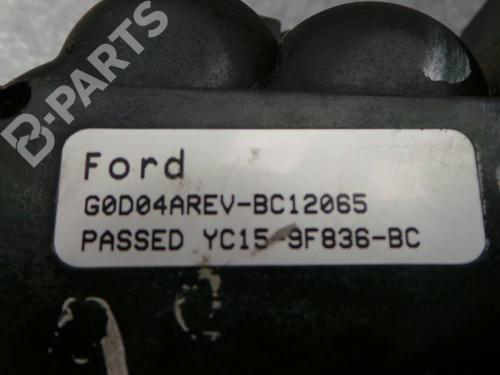 B-PARTS
Ford
G0D04AREV-BC12065
PASSED YC15-9F836-BC